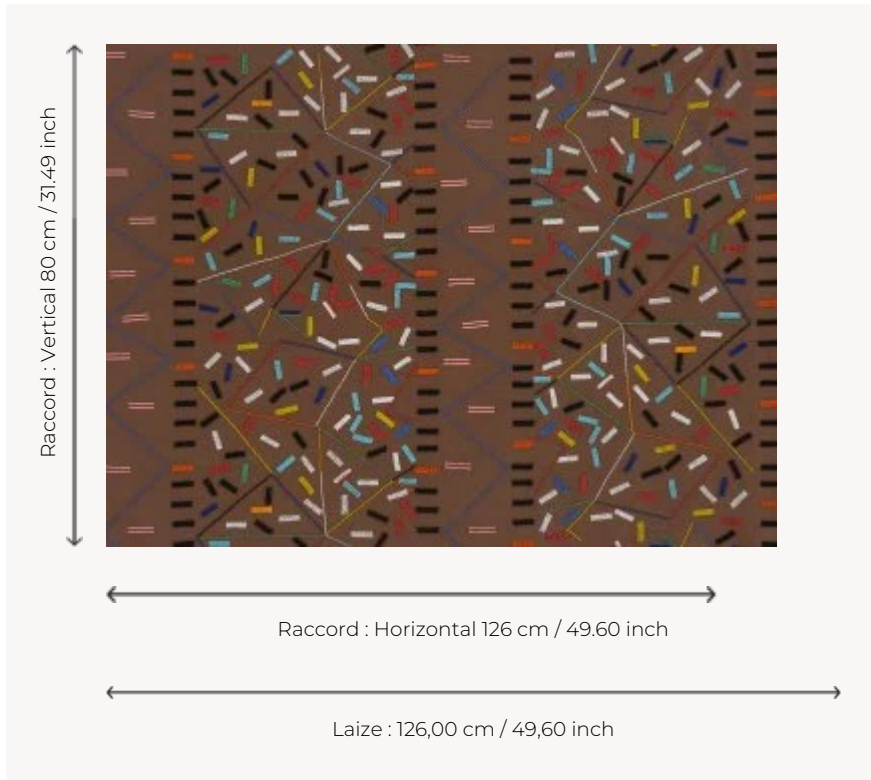 Raccord : Vertical 80 cm / 31.49 inch
Raccord : Horizontal 126 cm / 49.60 inch
Laize : 126,00 cm / 49,60 inch